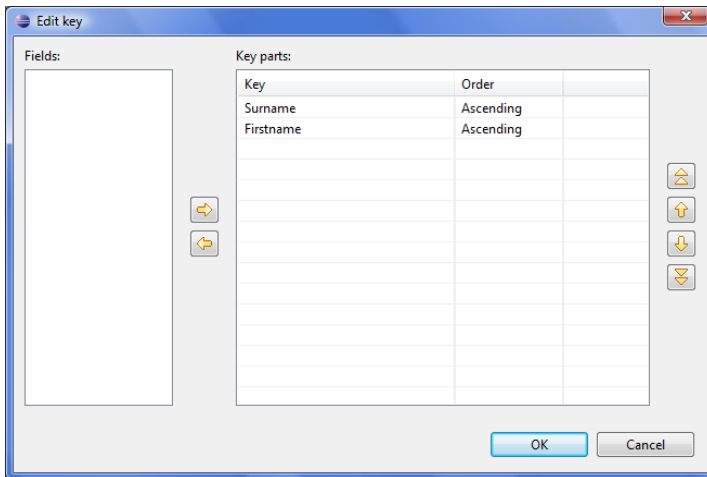 Edit key
Fields:
Key parts:
Key Order
Surname Ascending
Firstname Ascending
OK Cancel